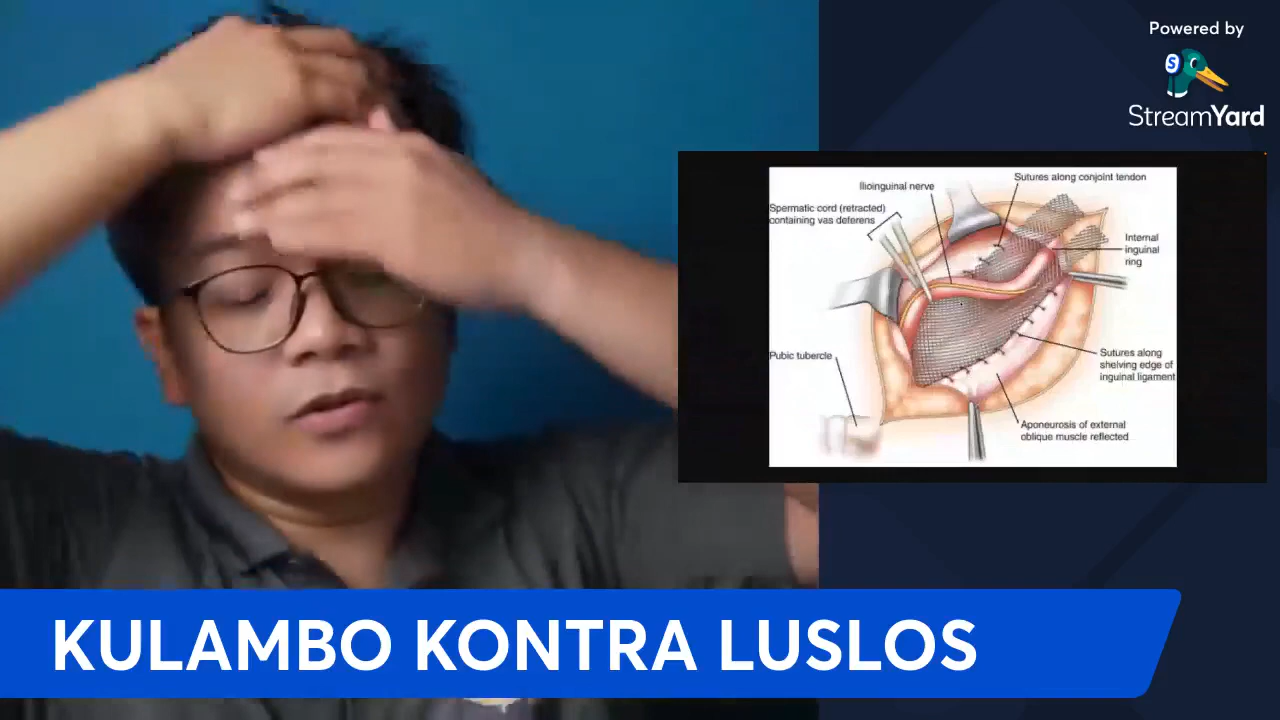 Powered by
S
StreamYard
Ilioinguinal nerve
Sutures along conjoint tendon
Spermatic cord (retracted)
containing vas deferens
Internal
inguinal
ring
Pubic tubercle
Sutures along
shelving edge of
inguinal ligament
Aponeurosis of external
oblique muscle reflected
KULAMBO KONTRA LUSLOS